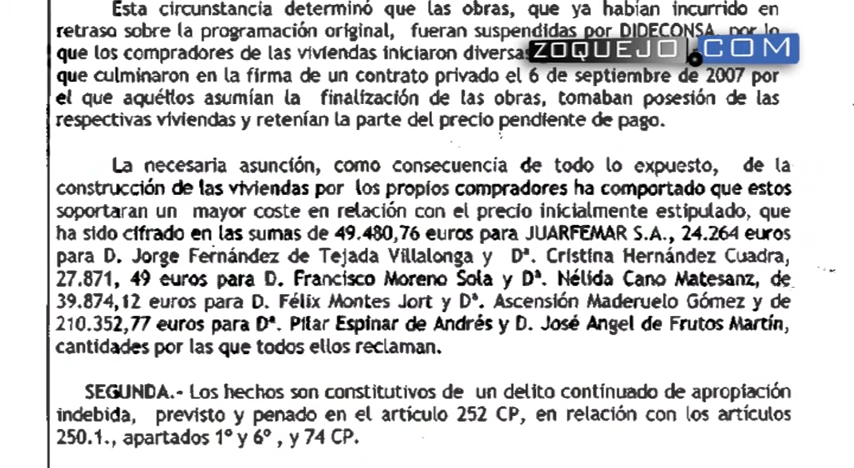 Esta circunstancia determinó que las obras, que ya habían incurrido en
retraso sobre la programación original, fueran suspendidas por DIDECONSA, por lo
que los compradores de las viviendas iniciaron
ZOQUEJO.COM
que culminaron en la firma de un contrato privado el 6 de septiembre de 2007 por
el que aquéllos asumían la finalización de las obras, tomaban posesión de las
respectivas viviendas y retenían la parte del precio pendiente de pago.
La necesaria asunción, como consecuencia de todo lo expuesto, de la
construcción de las viviendas por los propios compradores ha comportado que estos
soportaran un mayor coste en relación con el precio inicialmente estipulado, que
ha sido cifrado en las sumas de 49.480,76 euros para JUARFEMAR S.A., 24.264 euros
para D. Jorge Fernández de Tejada Villalonga y Dª. Cristina Hernández Cuadra,
27.871, 49 euros para D. Francisco Moreno Sola y Dª. Nélida Cano Matesanz, de
39.874,12 euros para D. Félix Montes Jort y Dª. Ascensión Maderuelo Gómez y de
210.352,77 euros para Dª. Pilar Espinar de Andrés y D. José Angel de Frutos Martín,
cantidades por las que todos ellos reclaman.
SEGUNDA.- Los hechos son constitutivos de un delito continuado de apropiación
indebida, previsto y penado en el artículo 252 CP, en relación con los artículos
250.1., apartados 1º y 6º , y 74 CP.